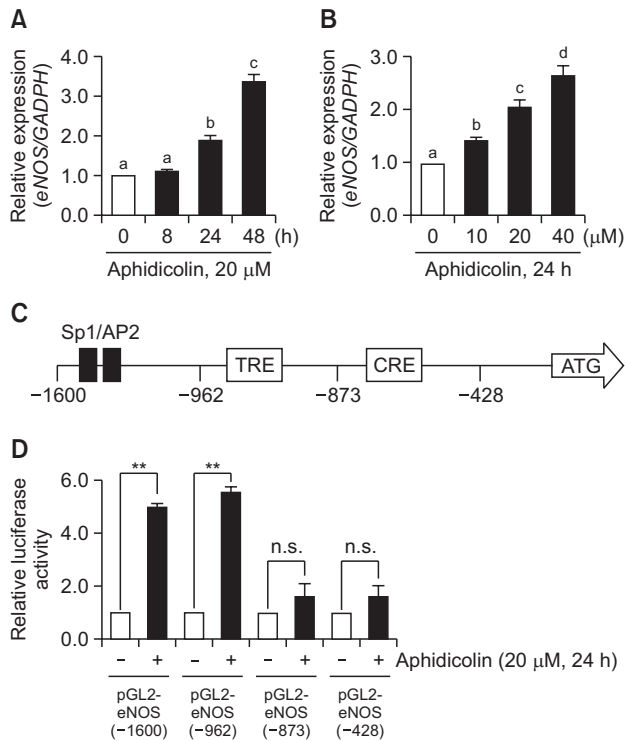 A
Relative expression
(eNOS/GADPH)
4.0
3.0
2.0
1.0
0.0
a
a
b
c
0 8 24 48 (h)
Aphidicolin, 20 μM
B
Relative expression
(eNOS/GADPH)
3.0
2.0
1.0
0.0
a
b
c
d
0 10 20 40 (μM)
Aphidicolin, 24 h
C
Sp1/AP2
TRE CRE ATG
−1600 −962 −873 −428
D
Relative luciferase
activity
6.0
4.0
2.0
0.0
** ** n.s. n.s.
− + − + − + − + Aphidicolin (20 μM, 24 h)
pGL2-
eNOS
(−1600)
pGL2-
eNOS
(−962)
pGL2-
eNOS
(−873)
pGL2-
eNOS
(−428)